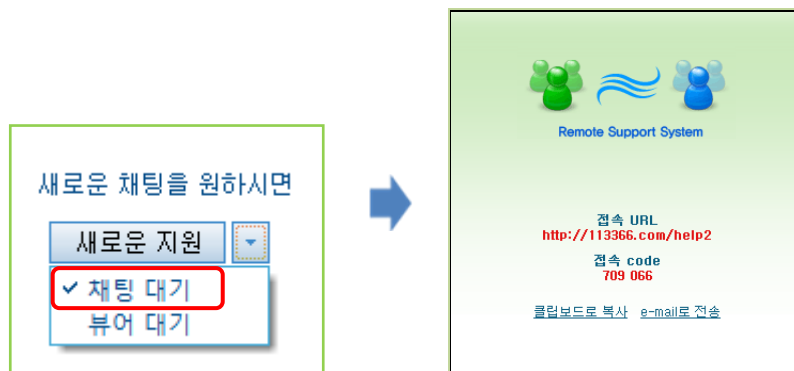 새로운 채팅을 원하시면
새로운 지원
채팅 대기
뷰어 대기
Remote Support System
접속 URL
http://113366.com/help2
접속 code
709 066
클립보드로 복사 e-mail로 전송